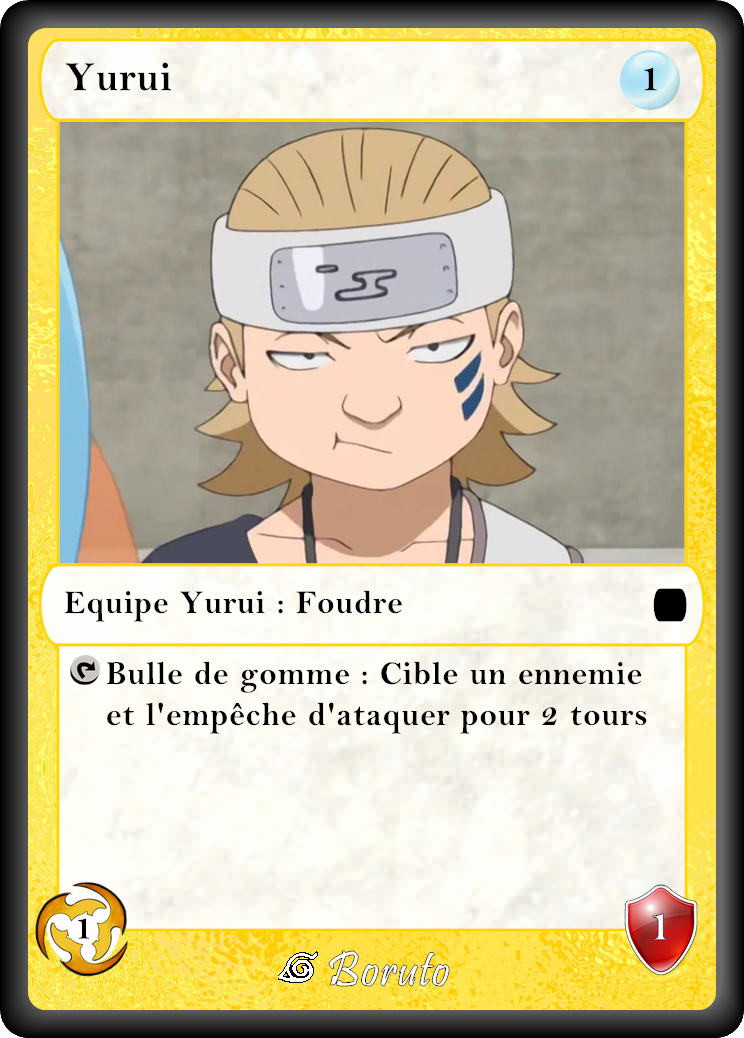 Yurui
1
Equipe Yurui : Foudre
Bulle de gomme : Cible un ennemie
et l'empêche d'ataquer pour 2 tours
1
1
Boruto